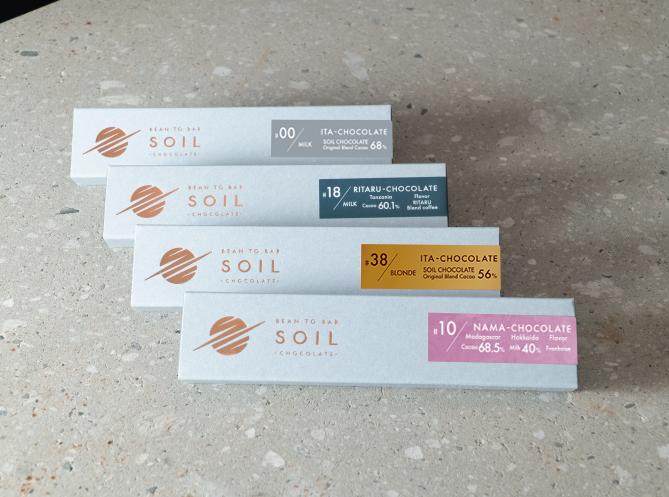 BEAN TO BAR
SOIL
-CHOCOLATE-
#00/MILK
ITA-CHOCOLATE
SOIL CHOCOLATE
Original Blend Cacao 68%
BEAN TO BAR
SOIL
-CHOCOLATE-
#18/MILK
RITARU-CHOCOLATE
Tanzania
Cacao 60.1%
Flavor
RITARU
Blend coffee
BEAN TO BAR
SOIL
-CHOCOLATE-
#38/BLONDE
ITA-CHOCOLATE
SOIL CHOCOLATE
Original Blend Cacao 56%
BEAN TO BAR
SOIL
-CHOCOLATE-
#10/
NAMA-CHOCOLATE
Madagascar Hokkaido Flavor
Cacao 68.5% Milk 40% Framboise